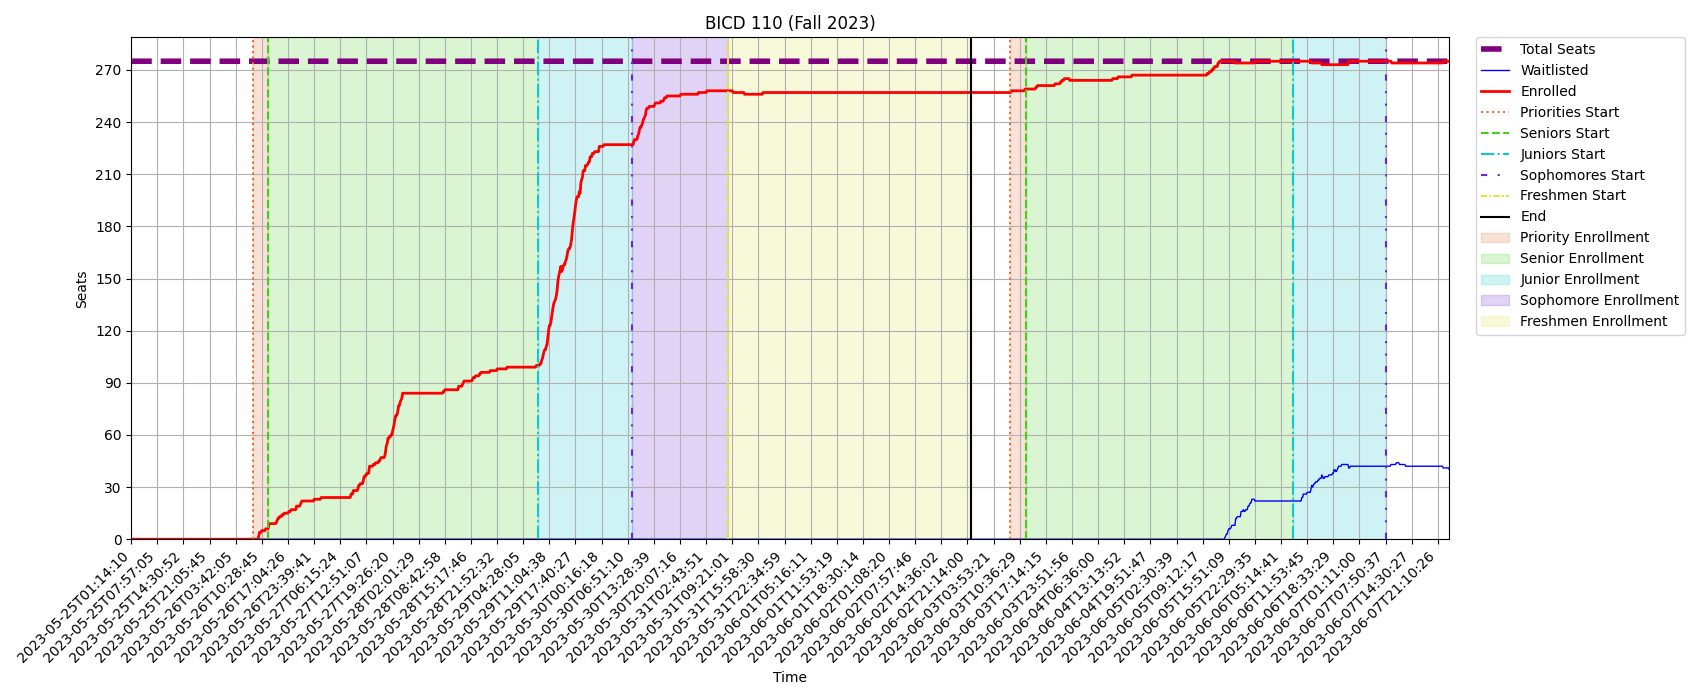 BICD 110 (Fall 2023)
Total Seats
Waitlisted
Enrolled
Priorities Start
Seniors Start
Juniors Start
Sophomores Start
Freshmen Start
End
Priority Enrollment
Senior Enrollment
Junior Enrollment
Sophomore Enrollment
Freshmen Enrollment
Seats
270
240
210
180
150
120
90
60
30
0
2023-05-25T01:14:10
2023-05-25T07:57:05
2023-05-25T14:30:52
2023-05-25T21:05:45
2023-05-26T03:42:05
2023-05-26T10:28:45
2023-05-26T17:04:26
2023-05-26T23:39:41
2023-05-27T06:15:24
2023-05-27T12:51:07
2023-05-27T19:26:20
2023-05-28T02:01:29
2023-05-28T08:42:58
2023-05-28T15:17:46
2023-05-28T21:52:32
2023-05-29T04:28:05
2023-05-29T11:04:38
2023-05-29T17:40:27
2023-05-30T00:16:18
2023-05-30T06:51:10
2023-05-30T13:28:39
2023-05-30T20:07:16
2023-05-31T02:43:51
2023-05-31T09:21:01
2023-05-31T15:58:30
2023-05-31T22:34:59
2023-06-01T05:16:11
2023-06-01T11:53:19
2023-06-01T18:30:14
2023-06-02T01:08:20
2023-06-02T07:57:46
2023-06-02T14:36:02
2023-06-02T21:14:00
2023-06-03T03:53:21
2023-06-03T10:36:29
2023-06-03T17:14:15
2023-06-03T23:51:56
2023-06-04T06:36:00
2023-06-04T13:13:52
2023-06-04T19:51:47
2023-06-05T02:30:39
2023-06-05T09:12:17
2023-06-05T15:51:09
2023-06-05T22:29:35
2023-06-06T05:14:41
2023-06-06T11:53:45
2023-06-06T18:33:29
2023-06-07T01:11:00
2023-06-07T07:50:37
2023-06-07T14:30:27
2023-06-07T21:10:26
Time